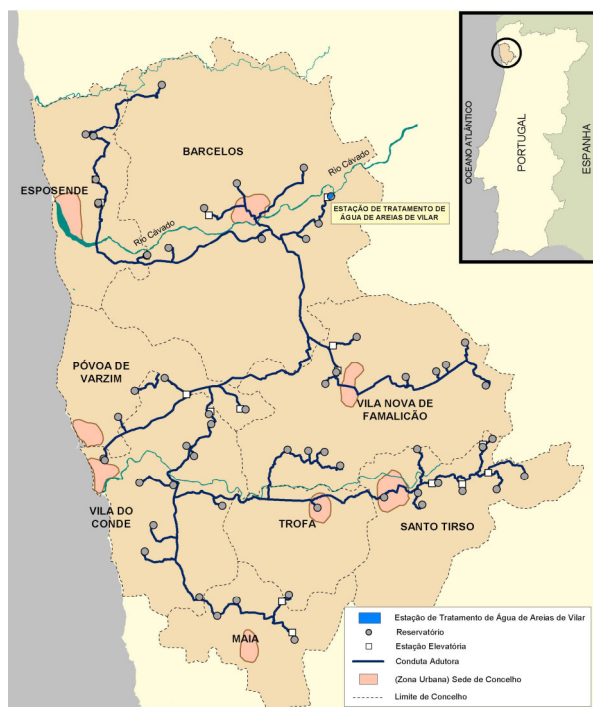 BARCELOS
ESPOSENDE
Rio Cávado
Rio Cávado
ESTAÇÃO DE TRATAMENTO DE
ÁGUA DE AREIAS DE VILAR
OCEANO ATLÂNTICO
PORTUGAL
ESPANHA
PÓVOA DE
VARZIM
VILA NOVA DE
FAMALICÃO
VILA DO
CONDE
TROFA
SANTO TIRSO
MAIA
Estação de Tratamento de Água de Areias de Vilar
Reservatório
Estação Elevatória
Conduta Adutora
(Zona Urbana) Sede de Concelho
Limite de Concelho